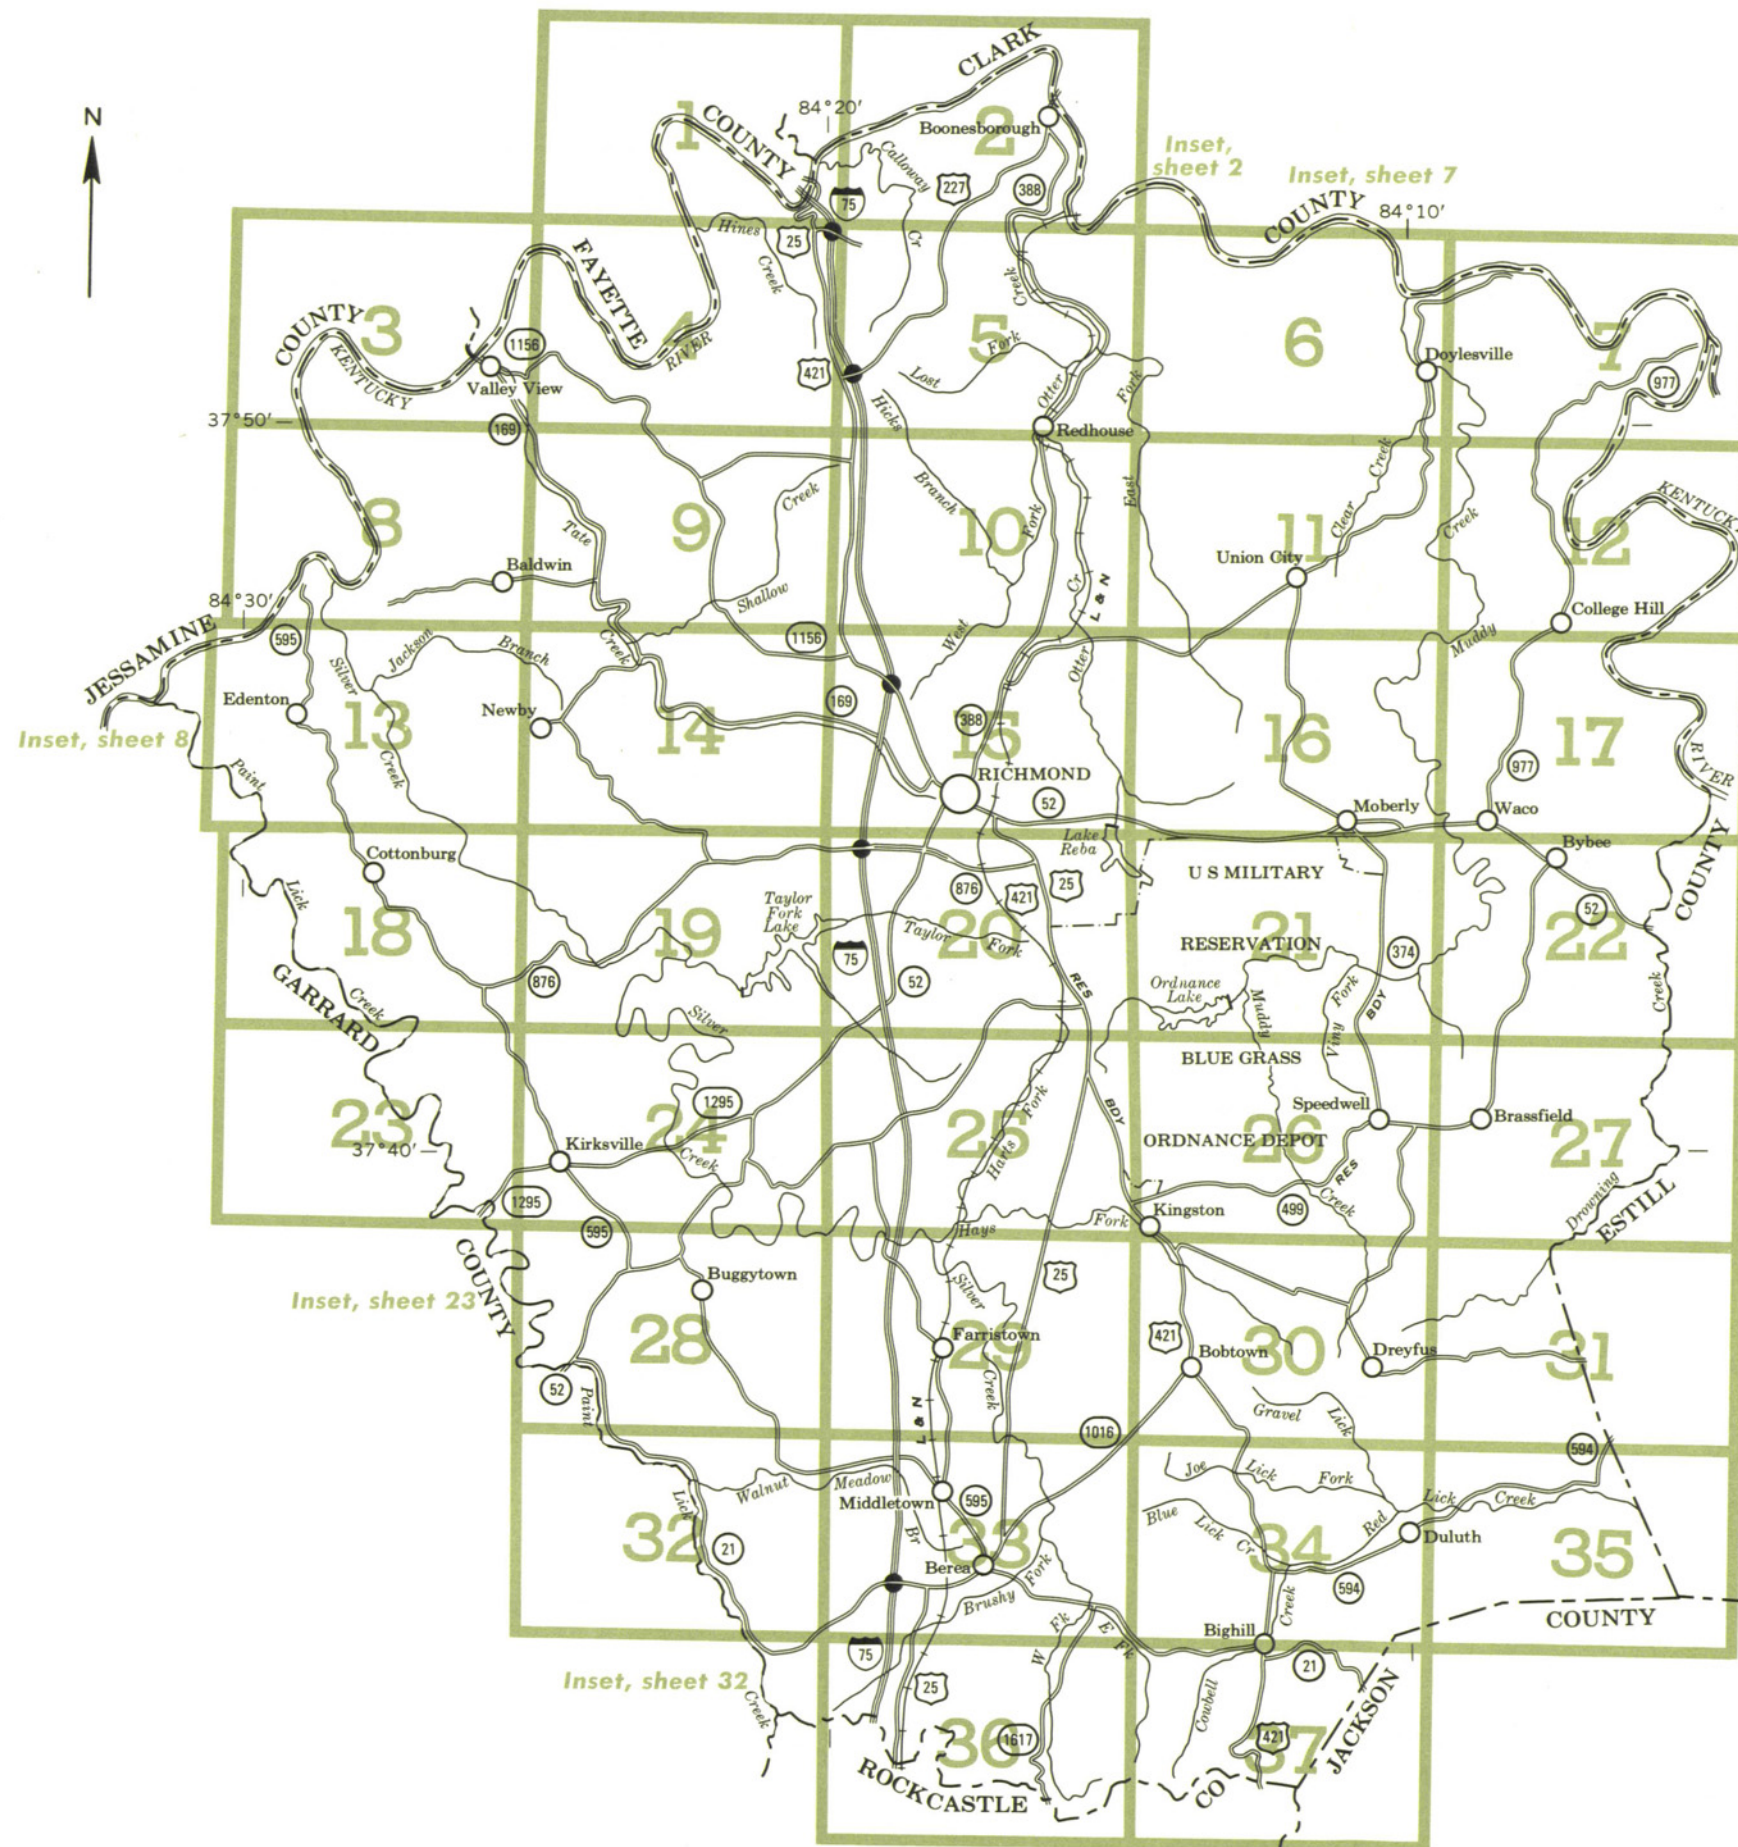 N
CLARK
COUNTY
84°20′
1
2
Boonesborough
Inset,
sheet 2
Inset, sheet 7
Calloway
Cr
227
388
75
25
84°10′
COUNTY
Hines
Creek
FAYETTE
COUNTY
3
4
5
6
7
KENTUCKY
RIVER
1156
Valley View
421
Lost
Fork
Creek
Otter
Fork
Doylesville
977
37°50′
169
Hicks
Branch
Redhouse
8
9
10
11
12
KENTUCKY
Creek
Tate
Fork
East
Clear
Creek
Creek
Baldwin
Union City
84°30′
Shallow
Cr
L & N
College Hill
JESSAMINE
595
Jackson
Branch
Creek
1156
West
Otter
Muddy
Silver
Edenton
Newby
169
388
Inset, sheet 8
13
14
15
16
17
Creek
977
RIVER
Paint
RICHMOND
52
Moberly
Waco
Lake
Reba
Bybee
COUNTY
Cottonburg
U S MILITARY
Lick
876
421
25
Taylor
Fork
Lake
18
19
20
21
22
52
Taylor
Fork
RESERVATION
374
75
GARRARD
Creek
876
52
RES
Ordnance
Lake
Muddy
Viny
Fork
BDY
Creek
Silver
BLUE GRASS
1295
Fork
BDY
Speedwell
Brassfield
23
24
25
26
27
37°40′
Kirksville
Creek
Harts
ORDNANCE DEPOT
RES
1295
595
Hays
Fork
Kingston
499
Creek
Drowning
ESTILL
COUNTY
Buggytown
Silver
25
Inset, sheet 23
28
29
30
31
Farristown
421
Bobtown
Dreyfus
52
Paint
Creek
L & N
Gravel
Lick
1016
594
Walnut
Meadow
Br
Joe
Lick
Fork
Lick
Creek
Lick
Middletown
595
Blue
Lick
Cr
Red
Duluth
32
33
34
35
21
Berea
Fork
Brushy
Creek
594
COUNTY
W
Fk
E
Fk
Bighill
75
21
Inset, sheet 32
25
Creek
Cowbell
JACKSON
36
1617
421
37
ROCKCASTLE
CO